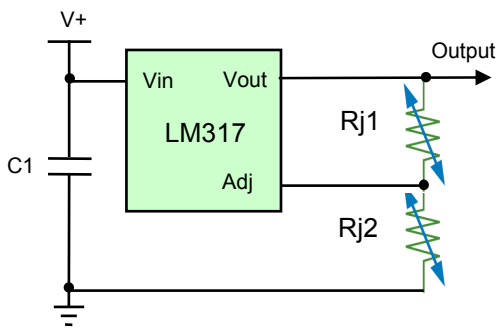 V+
Output
Vin
Vout
LM317
Rj1
C1
Adj
Rj2